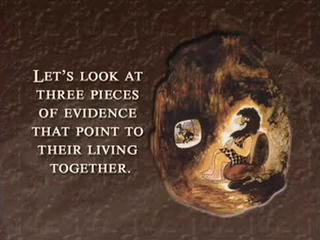 Let's look at
three pieces
of evidence
that point to
their living
together.